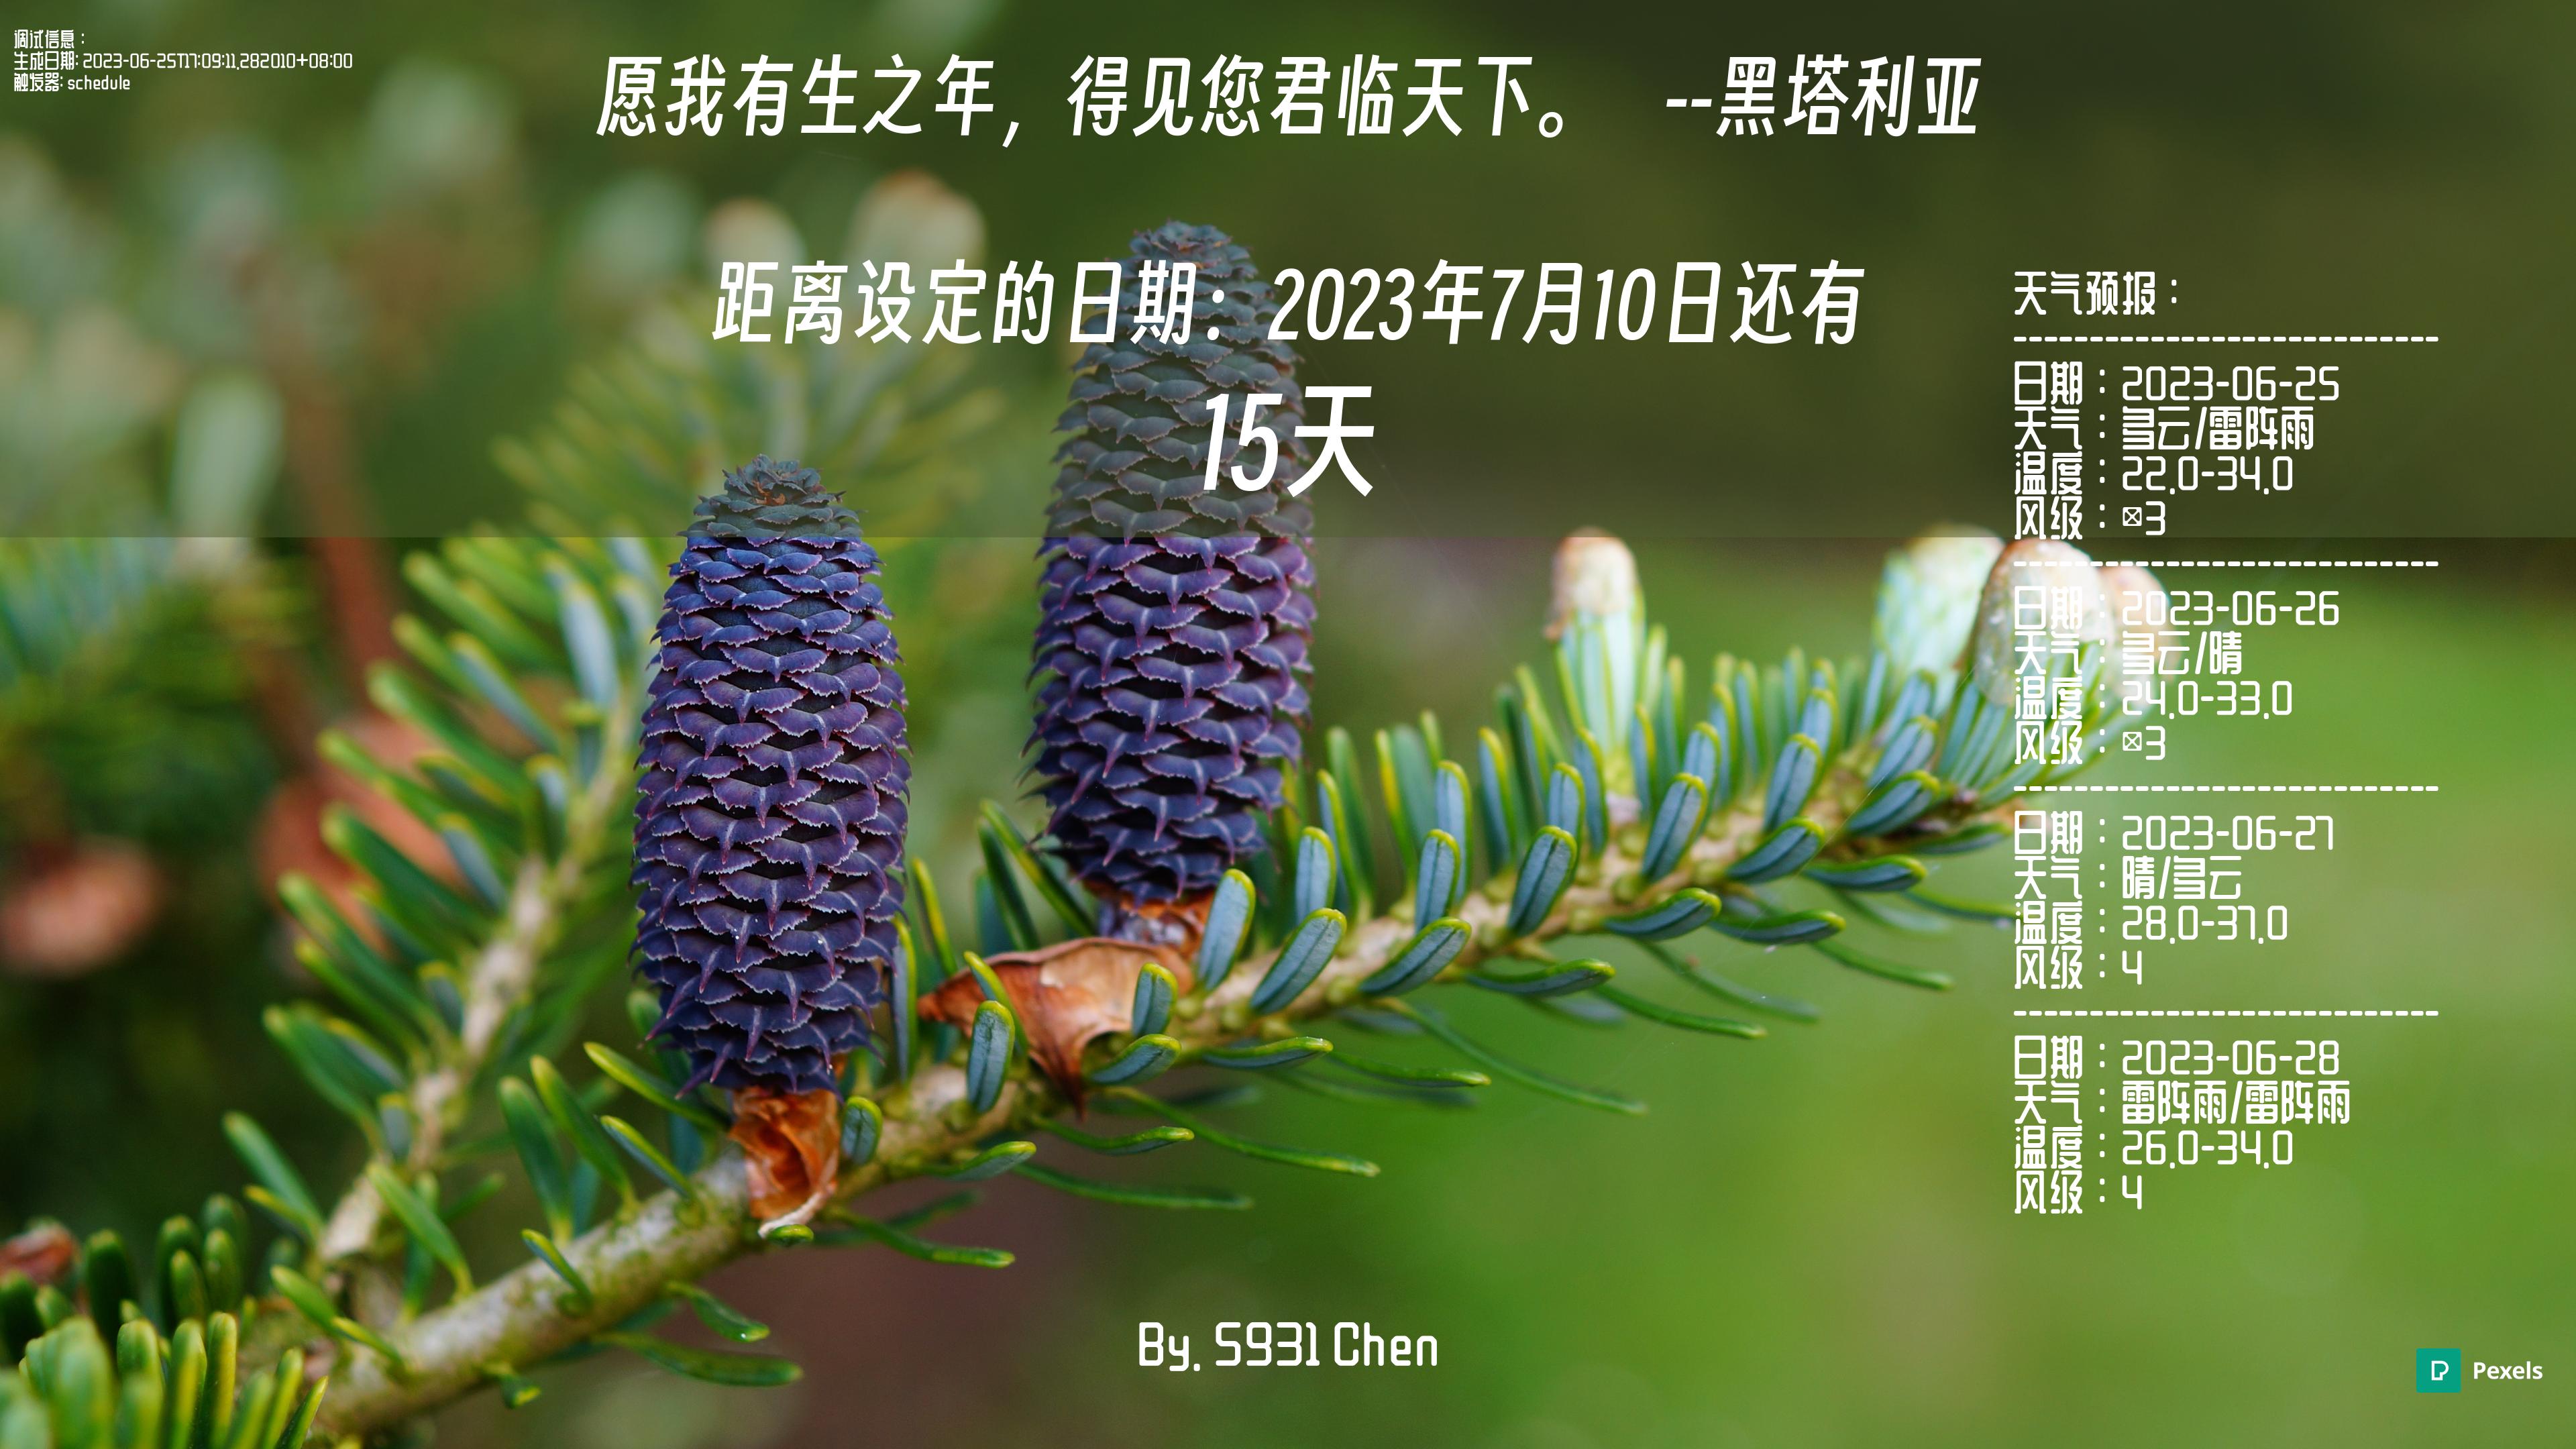 调试信息：
生成日期: 2023-06-25T17:09:11.282010+08:00
触发器: schedule
愿我有生之年，得见您君临天下。 --黑塔利亚
距离设定的日期：2023年7月10日还有
15天
天气预报：
----------------------------
日期：2023-06-25
天气：多云/雷阵雨
温度：22.0-34.0
风级：3
----------------------------
日期：2023-06-26
天气：多云/晴
温度：24.0-33.0
风级：3
----------------------------
日期：2023-06-27
天气：晴/多云
温度：28.0-37.0
风级：4
----------------------------
日期：2023-06-28
天气：雷阵雨/雷阵雨
温度：26.0-34.0
风级：4
By. S931 Chen
Pexels